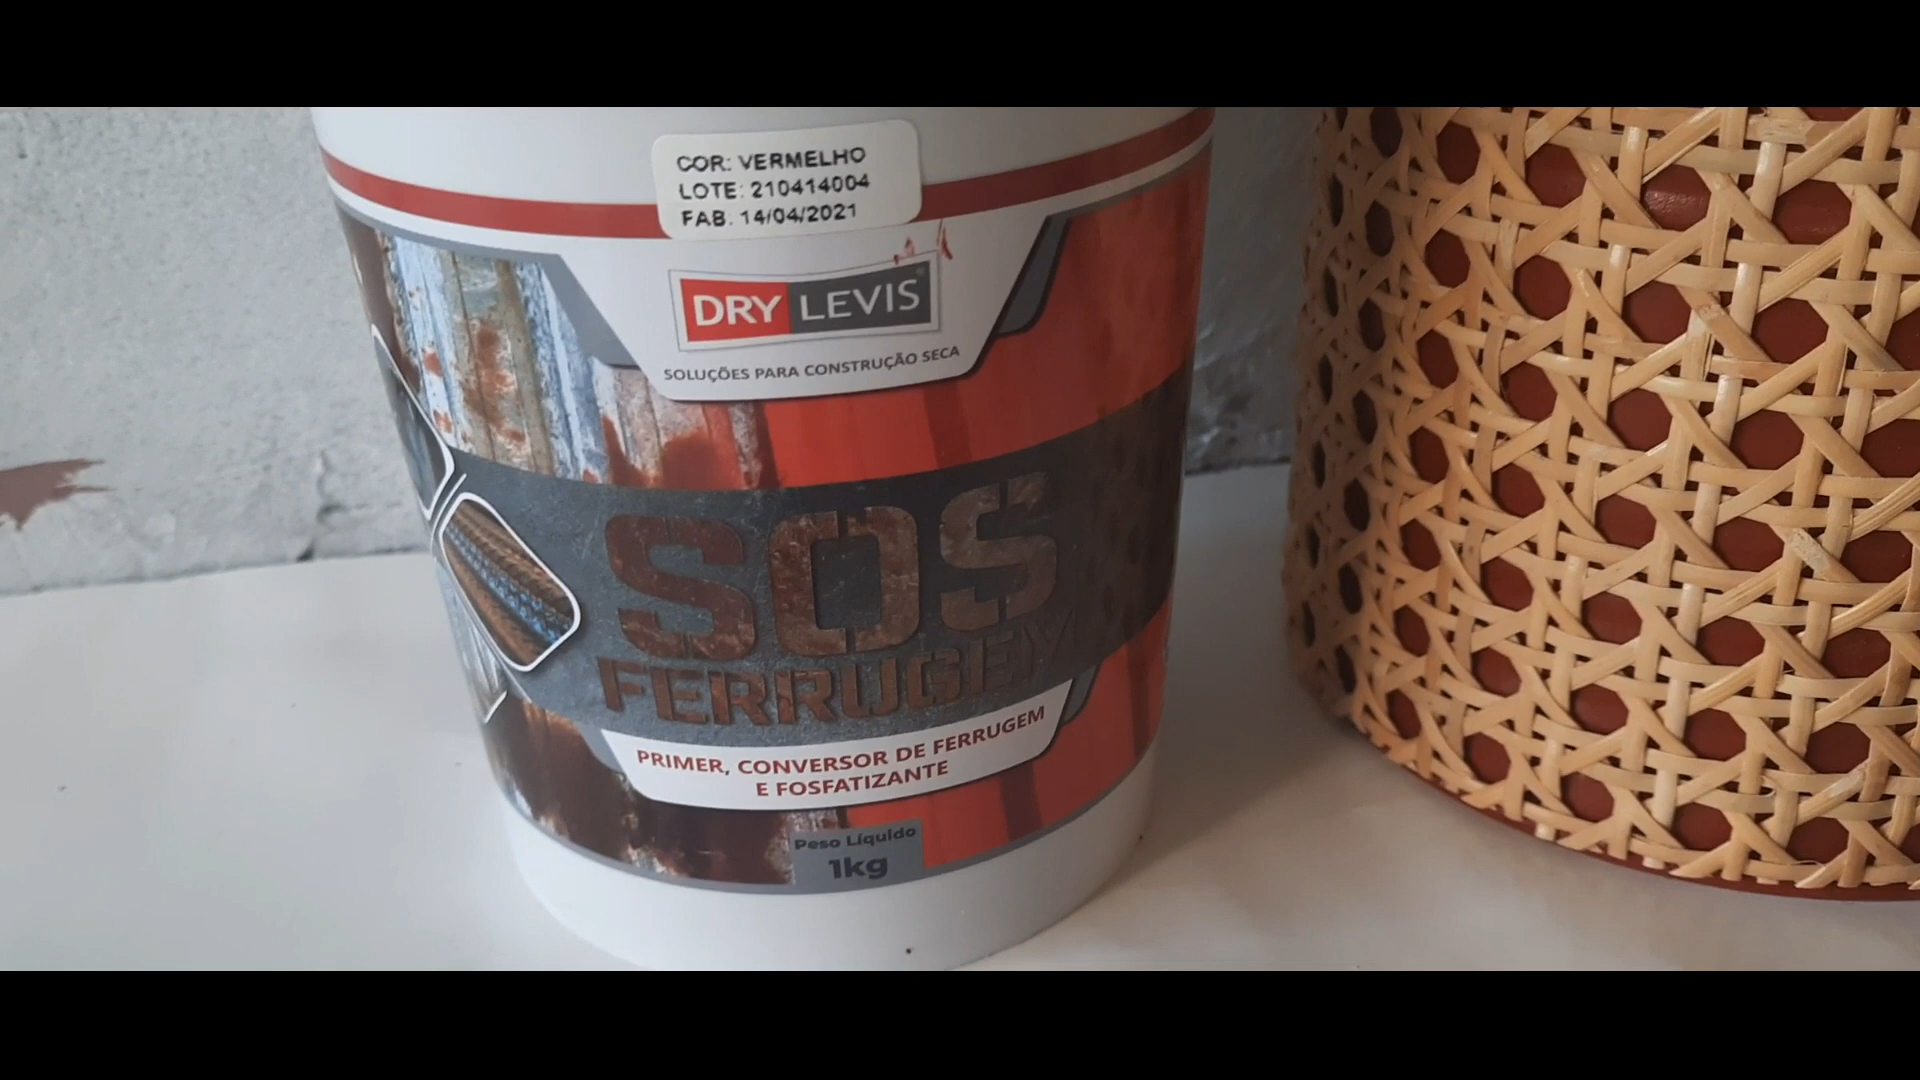 COR: VERMELHO
LOTE: 210414004
FAB. 14/04/2021
DRY LEVIS
SOLUÇÕES PARA CONSTRUÇÃO SECA
SOS
FERRUGEM
PRIMER, CONVERSOR DE FERRUGEM
E FOSFATIZANTE
Peso Líquido
1kg